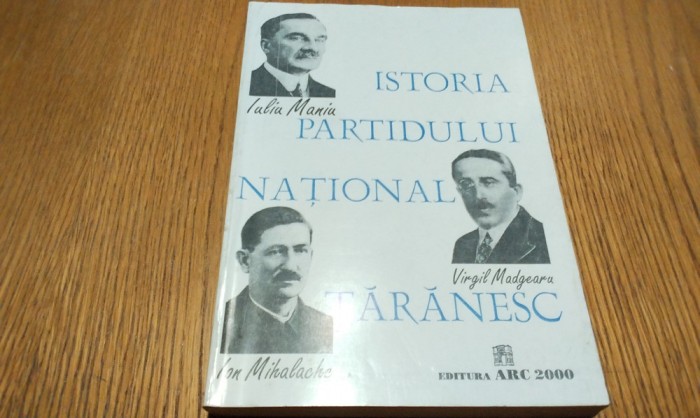 ISTORIA
Iuliu Maniu
PARTIDULUI
NAȚIONAL
Virgil Madgearu
ȚĂRĂNESC
Ion Mihalache
EDITURA ARC 2000